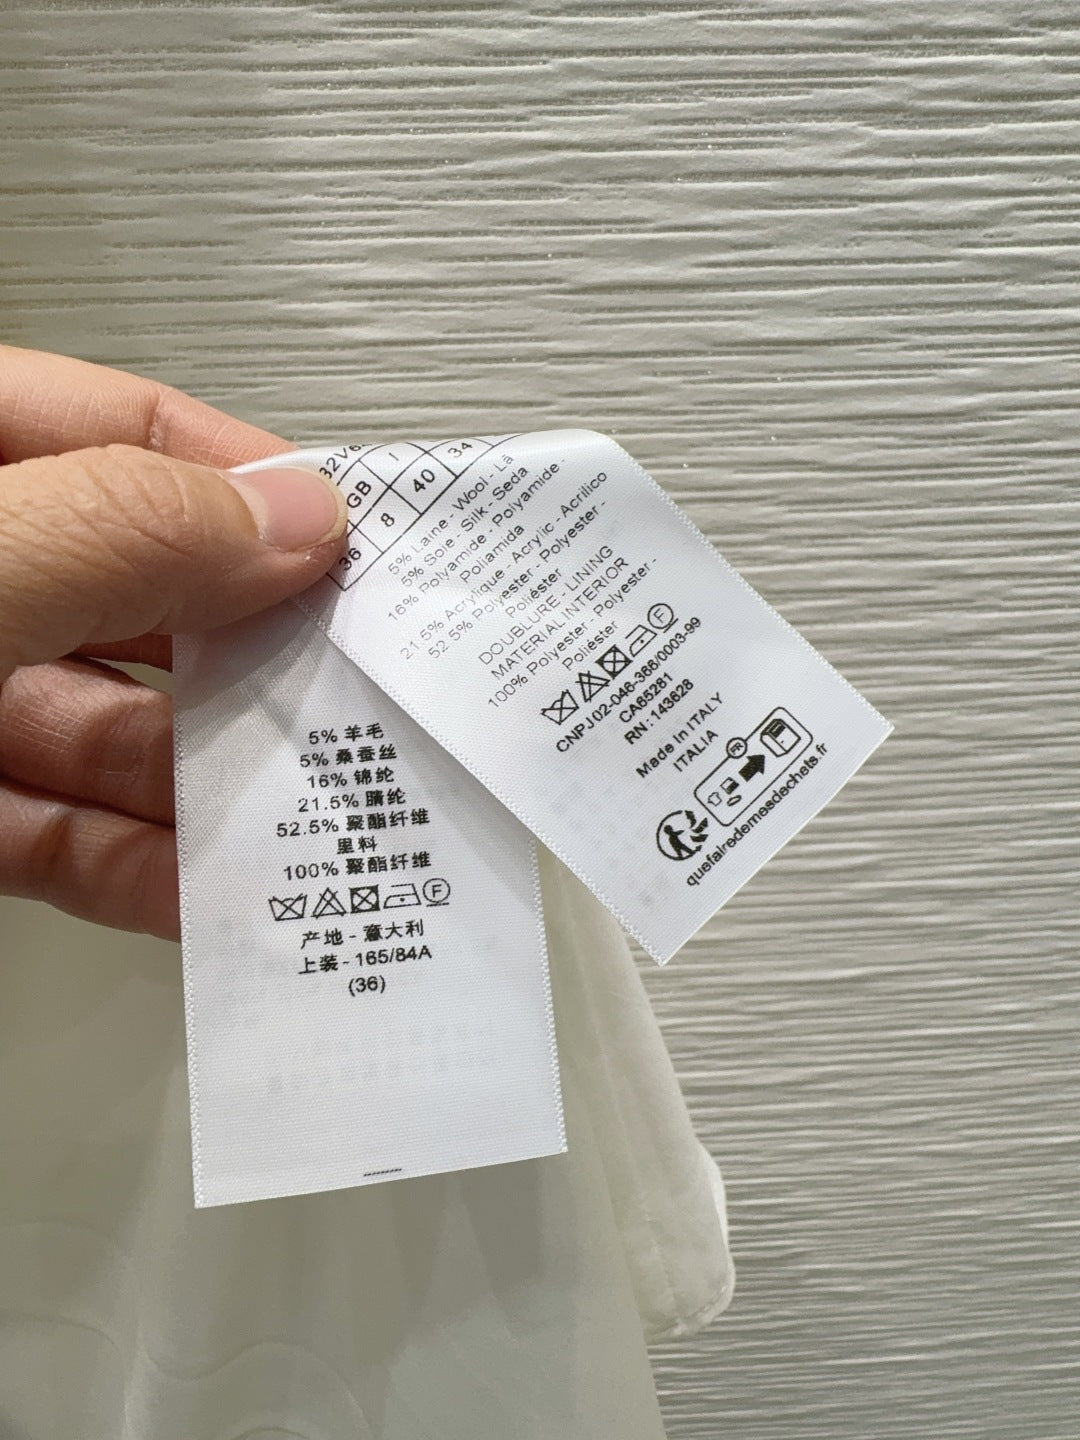 GB
I
34
36
8
40
5% Laine - Wool - Lã
5% Soie - Silk - Seda
16% Polyamide - Polyamide -
Poliamida
21.5% Acrylique - Acrylic - Acrílico
52.5% Polyester - Polyester -
Poliéster
DOUBLURE - LINING
MATERIAL INTERIOR
100% Polyester - Polyester -
Poliéster
F
CNPJ 02-046-366/0003-99
CA65281
RN : 143628
Made in ITALY
ITALIA
FR
quefairedemesdechets.fr
5% 羊毛
5% 桑蚕丝
16% 锦纶
21.5% 腈纶
52.5% 聚酯纤维
里料
100% 聚酯纤维
F
产地 - 意大利
上装 - 165/84A
(36)